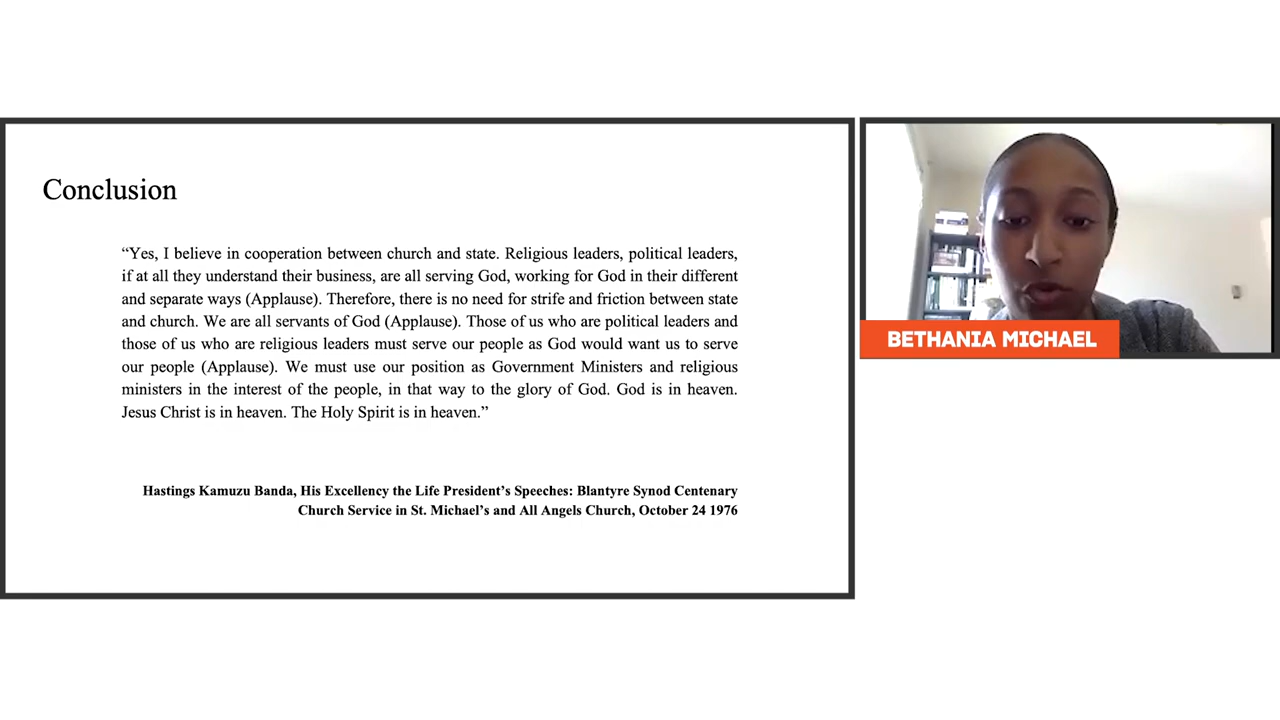 Conclusion
“Yes, I believe in cooperation between church and state. Religious leaders, political leaders,
if at all they understand their business, are all serving God, working for God in their different
and separate ways (Applause). Therefore, there is no need for strife and friction between state
and church. We are all servants of God (Applause). Those of us who are political leaders and
those of us who are religious leaders must serve our people as God would want us to serve
our people (Applause). We must use our position as Government Ministers and religious
ministers in the interest of the people, in that way to the glory of God. God is in heaven.
Jesus Christ is in heaven. The Holy Spirit is in heaven.”
Hastings Kamuzu Banda, His Excellency the Life President’s Speeches: Blantyre Synod Centenary
Church Service in St. Michael’s and All Angels Church, October 24 1976
BETHANIA MICHAEL